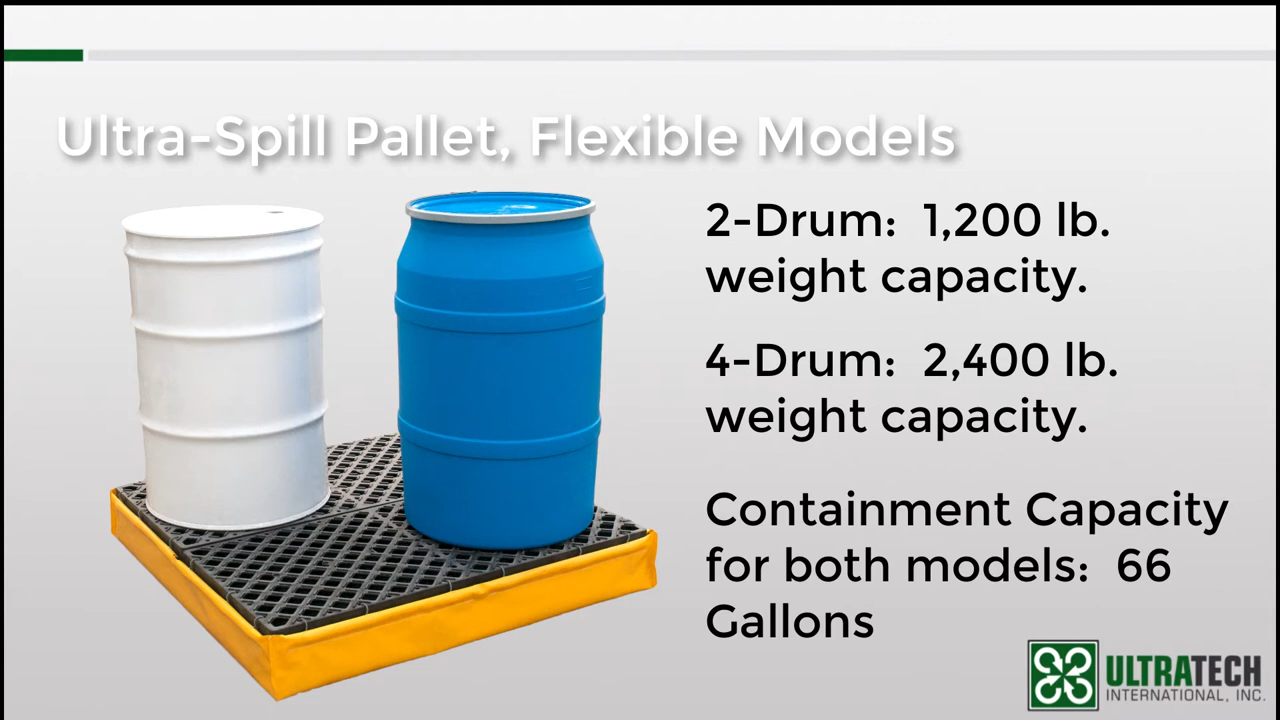 Ultra-Spill Pallet, Flexible Models
2-Drum: 1,200 lb.
weight capacity.
4-Drum: 2,400 lb.
weight capacity.
Containment Capacity
for both models: 66
Gallons
ULTRATECH
INTERNATIONAL, INC.